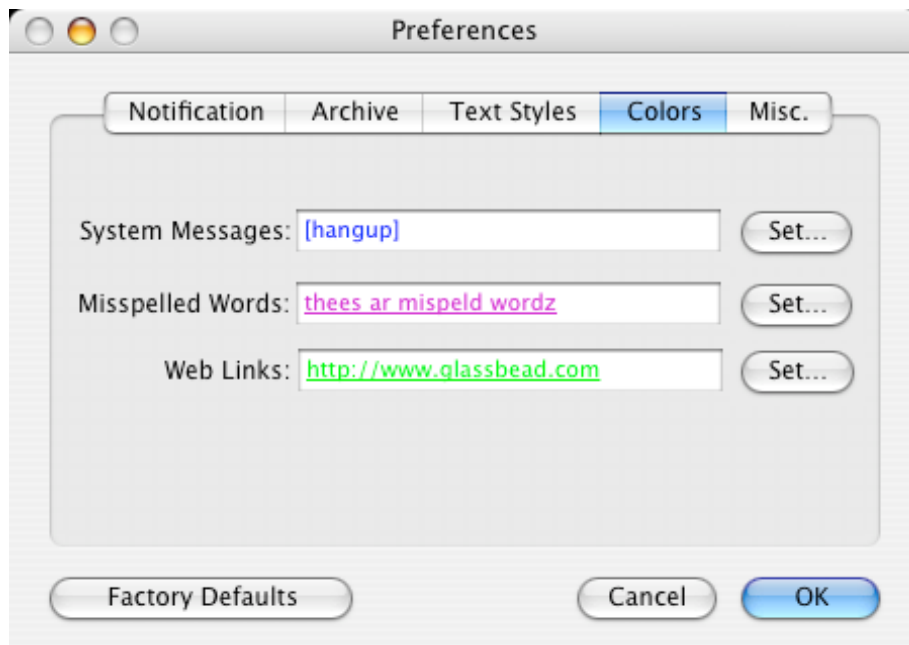 Preferences
Notification Archive Text Styles Colors Misc.
System Messages: [hangup] Set...
Misspelled Words: thees ar mispeld wordz Set...
Web Links: http://www.glassbead.com Set...
Factory Defaults Cancel OK